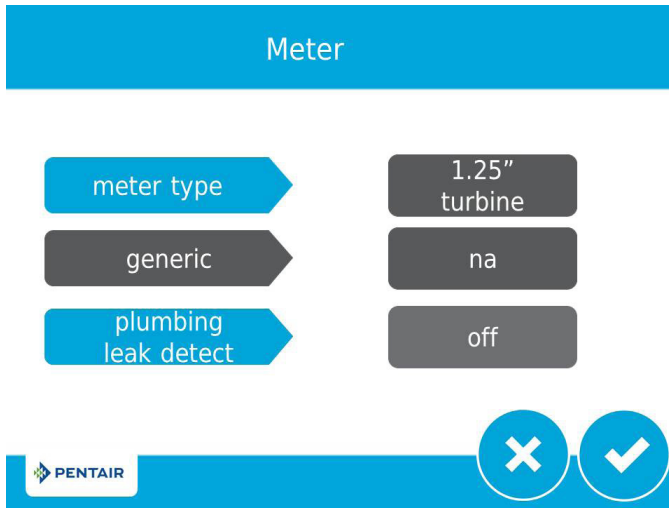 Meter
meter type
1.25”
turbine
generic
na
plumbing
leak detect
off
PENTAIR